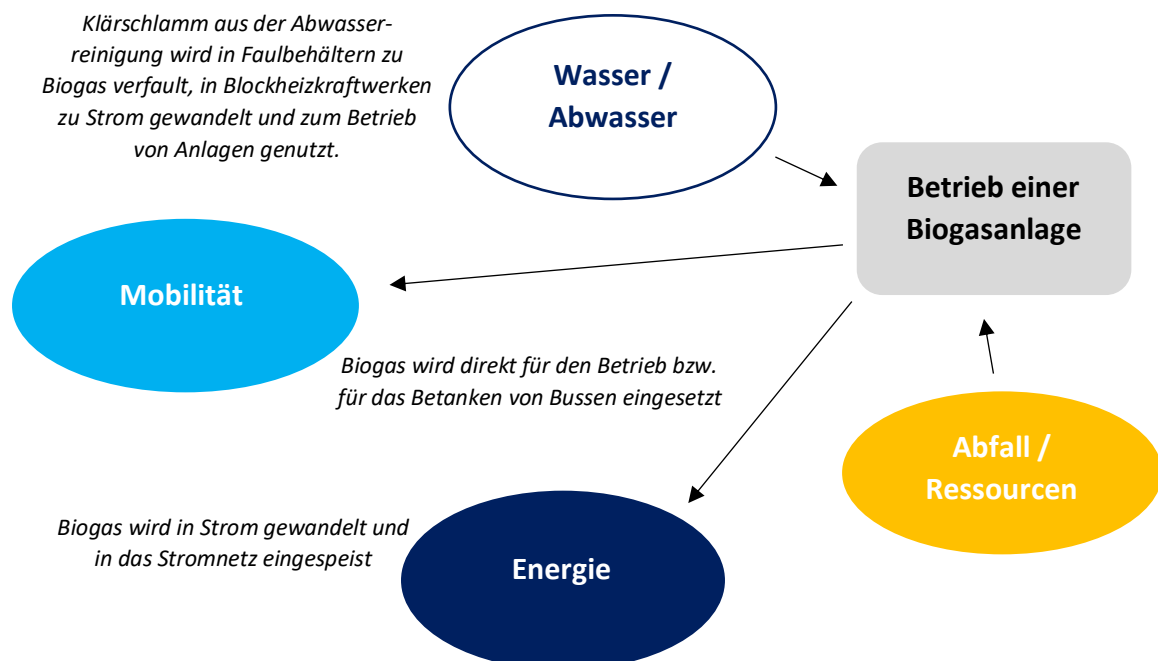 Klärschlamm aus der Abwasser-
reinigung wird in Faulbehältern zu
Biogas verfault, in Blockheizkraftwerken
zu Strom gewandelt und zum Betrieb
von Anlagen genutzt.
Wasser /
Abwasser
Betrieb einer
Biogasanlage
Mobilität
Biogas wird direkt für den Betrieb bzw.
für das Betanken von Bussen eingesetzt
Abfall /
Ressourcen
Biogas wird in Strom gewandelt und
in das Stromnetz eingespeist
Energie